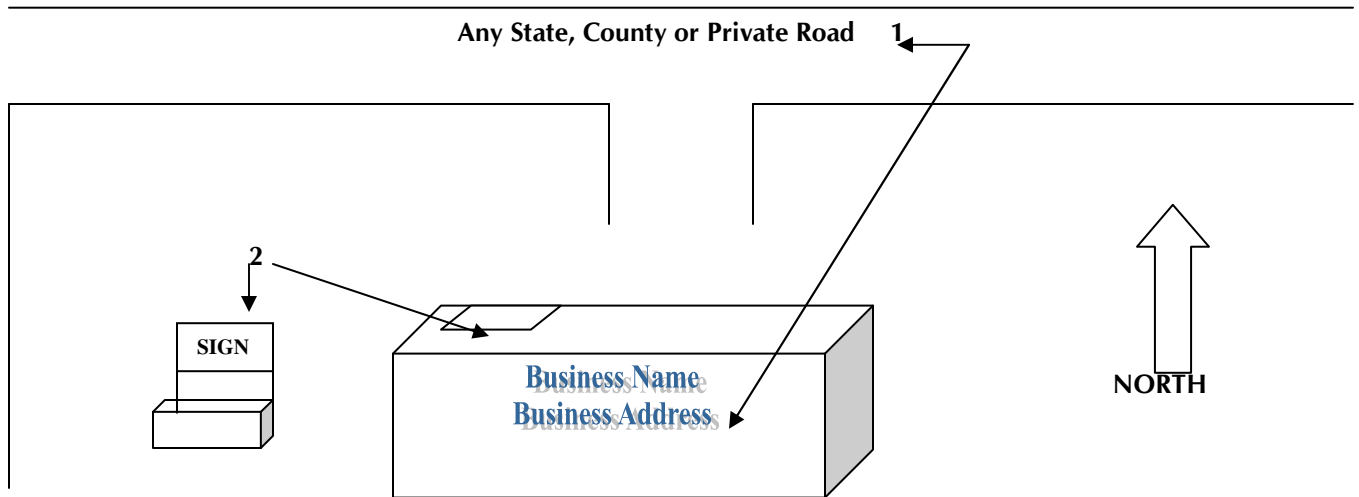 Any State, County or Private Road 1
2
SIGN
Business Name
Business Address
NORTH